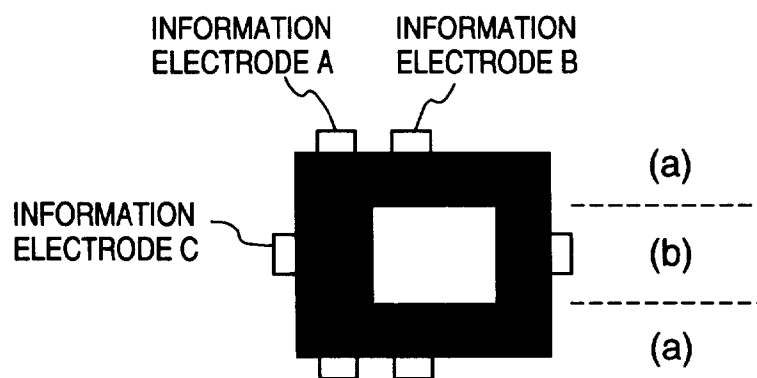 INFORMATION
ELECTRODE A
INFORMATION
ELECTRODE B
(a)
INFORMATION
ELECTRODE C
(b)
(a)